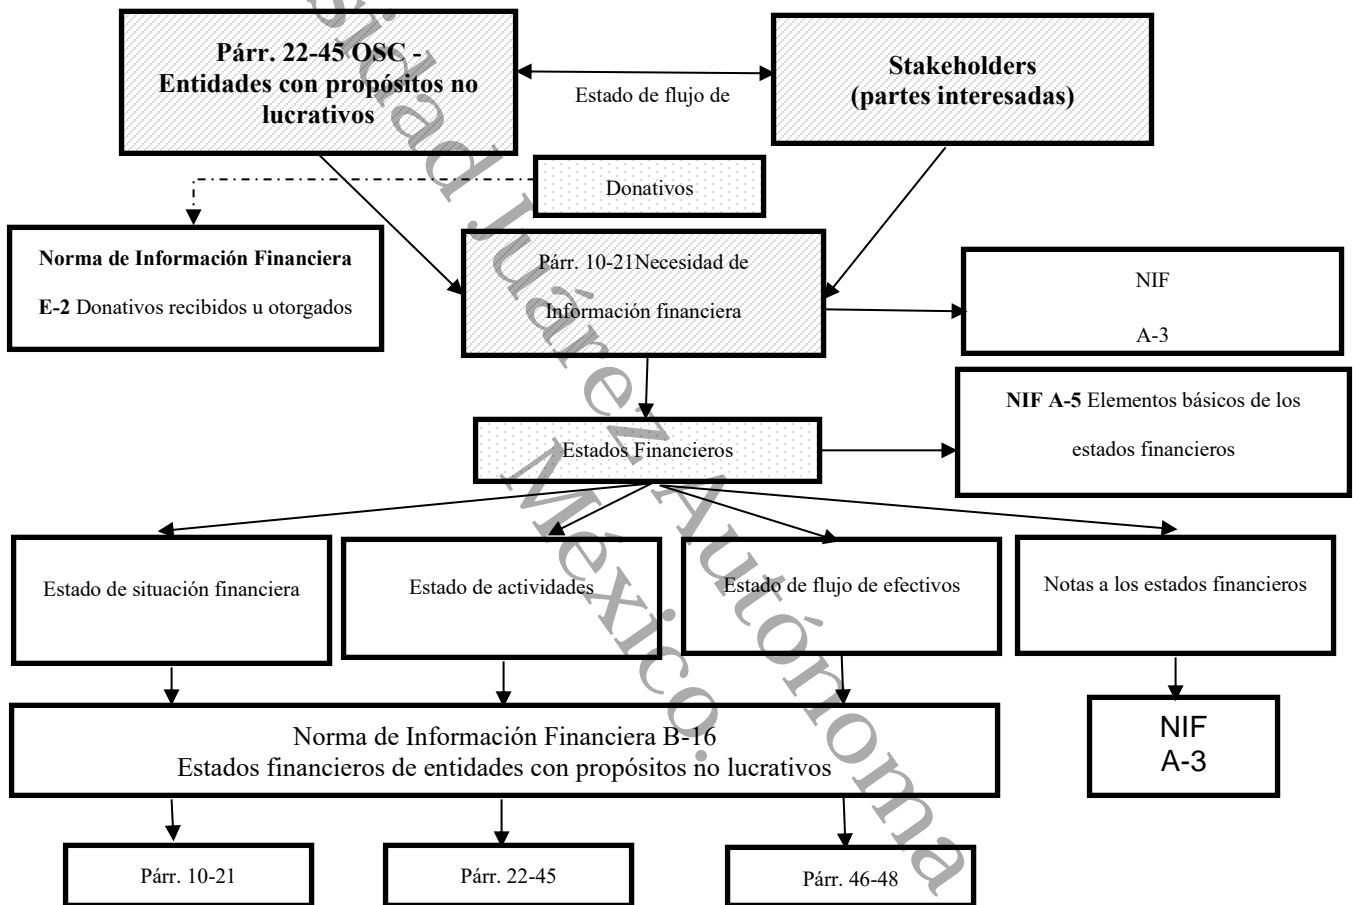 Párr. 22-45 OSC -
Entidades con propósitos no
lucrativos
Estado de flujo de
Stakeholders
(partes interesadas)
Donativos
Norma de Información Financiera
E-2 Donativos recibidos u otorgados
Párr. 10-21Necesidad de
Información financiera
NIF
A-3
NIF A-5 Elementos básicos de los
estados financieros
Estados Financieros
Estado de situación financiera
Estado de actividades
Estado de flujo de efectivos
Notas a los estados financieros
Norma de Información Financiera B-16
Estados financieros de entidades con propósitos no lucrativos
NIF
A-3
Párr. 10-21
Párr. 22-45
Párr. 46-48
sidad Juárez Autónoma
México.